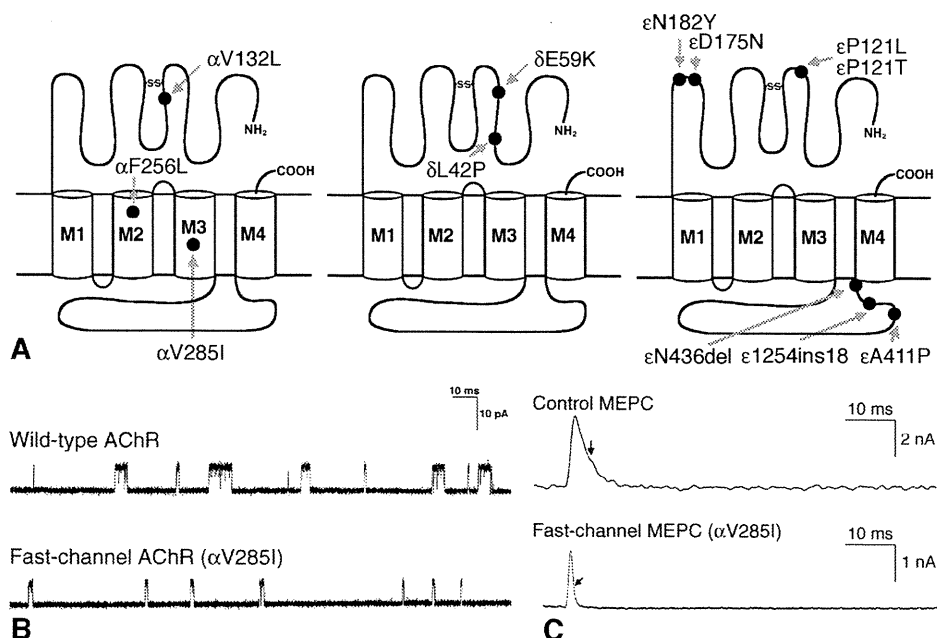 αV132L
SS
NH₂
αF256L
COOH
M1 M2 M3 M4
αV285I
δE59K
SS
NH₂
δL42P
COOH
M1 M2 M3 M4
εN182Y
εD175N
εP121L
εP121T
SS
NH₂
COOH
M1 M2 M3 M4
εN436del ε1254ins18 εA411P
A
10 ms
10 pA
Wild-type AChR
Fast-channel AChR (αV285I)
B
Control MEPC
10 ms
2 nA
Fast-channel MEPC (αV285I)
10 ms
1 nA
C